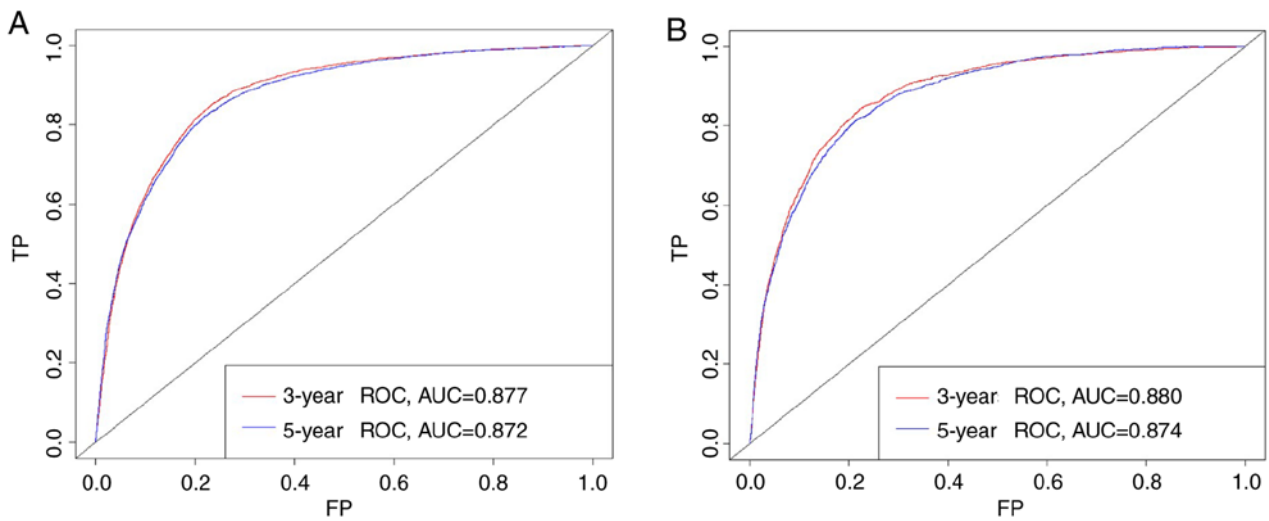 A
TP
1.0
0.8
0.6
0.4
0.2
0.0
3-year ROC, AUC=0.877
5-year ROC, AUC=0.872
0.0 0.2 0.4 0.6 0.8 1.0
FP
B
TP
1.0
0.8
0.6
0.4
0.2
0.0
3-year ROC, AUC=0.880
5-year ROC, AUC=0.874
0.0 0.2 0.4 0.6 0.8 1.0
FP